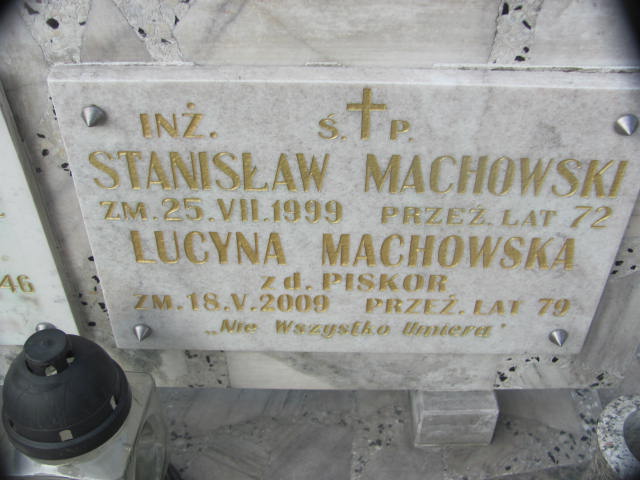 INŻ. Ś. P.
STANISŁAW MACHOWSKI
ZM. 25. VII. 1999 PRZEŻ. LAT 72
LUCYNA MACHOWSKA
z d. PISKOR
ZM. 18. V. 2009 PRZEŻ. LAT 79
„Nie Wszystko Umiera"
46